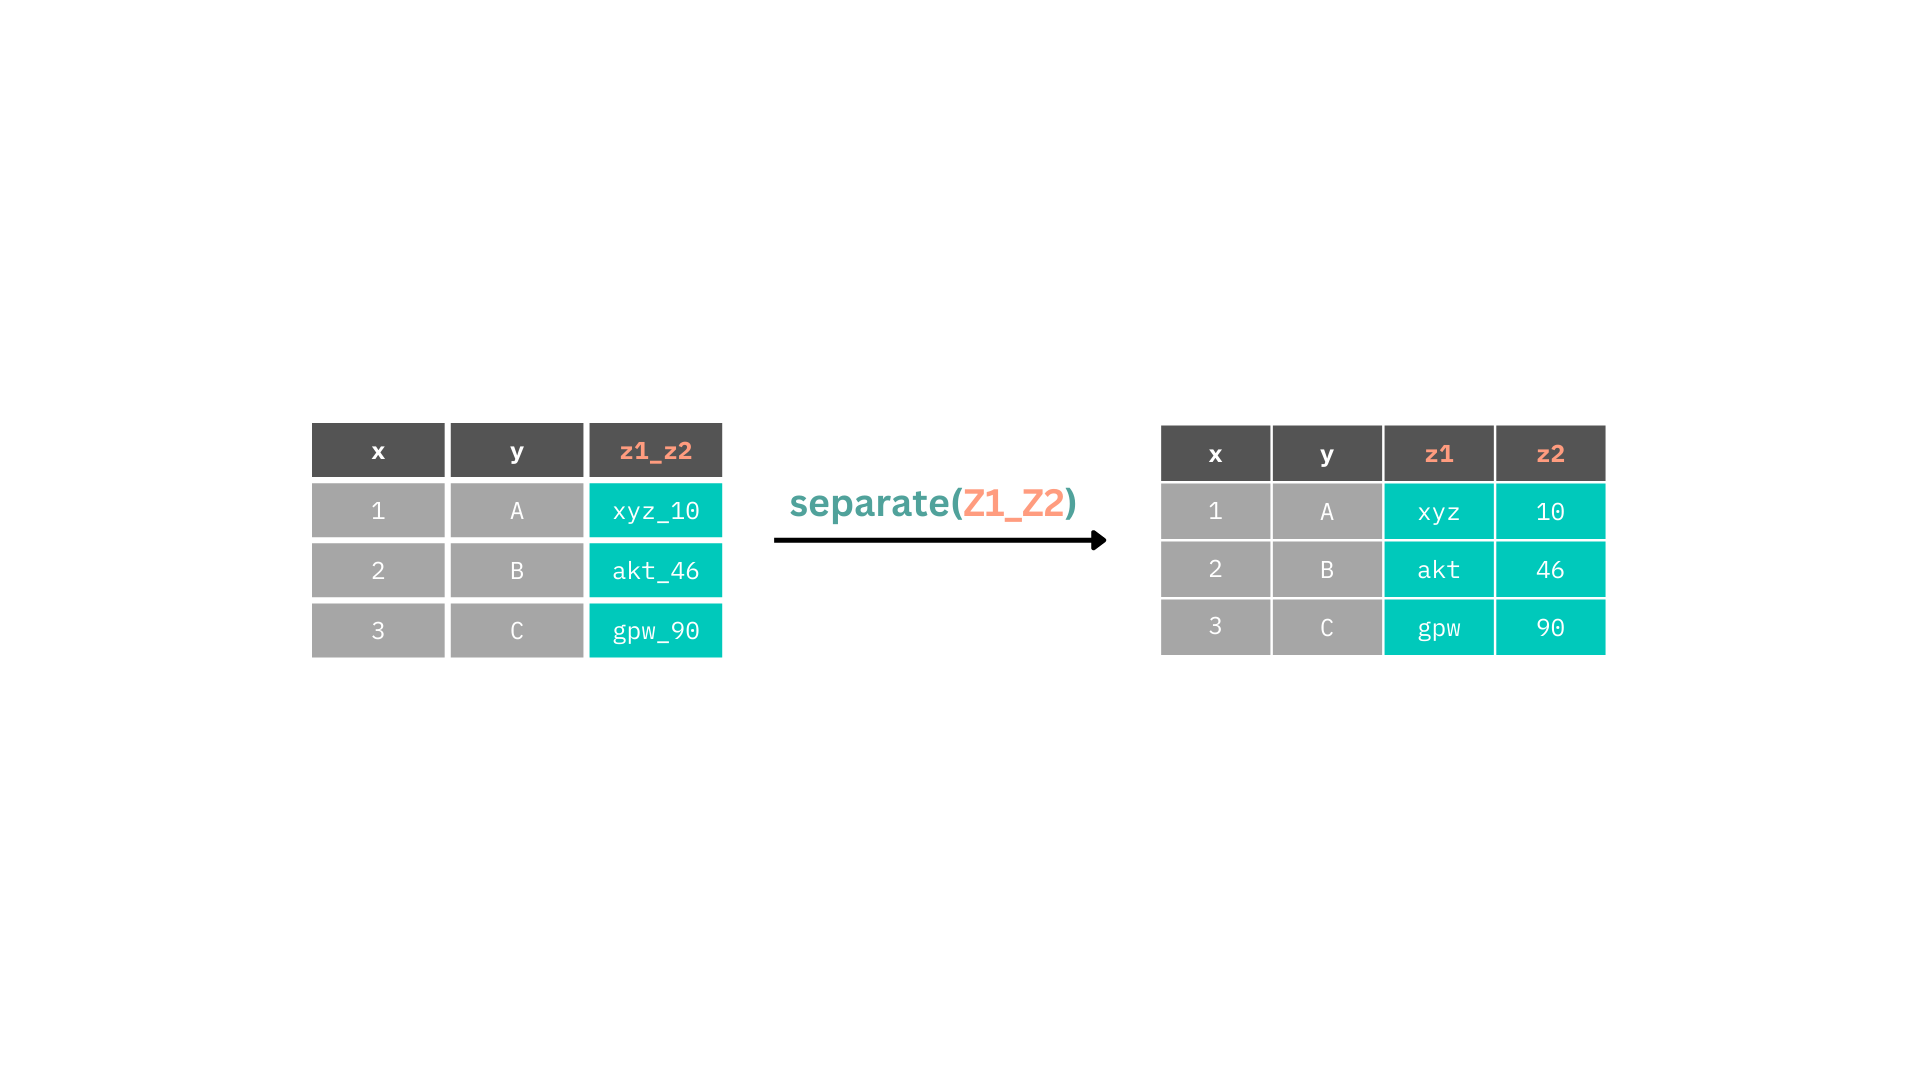 x y z1_z2
1 A xyz_10
2 B akt_46
3 C gpw_90
separate(Z1_Z2)
x y z1 z2
1 A xyz 10
2 B akt 46
3 C gpw 90